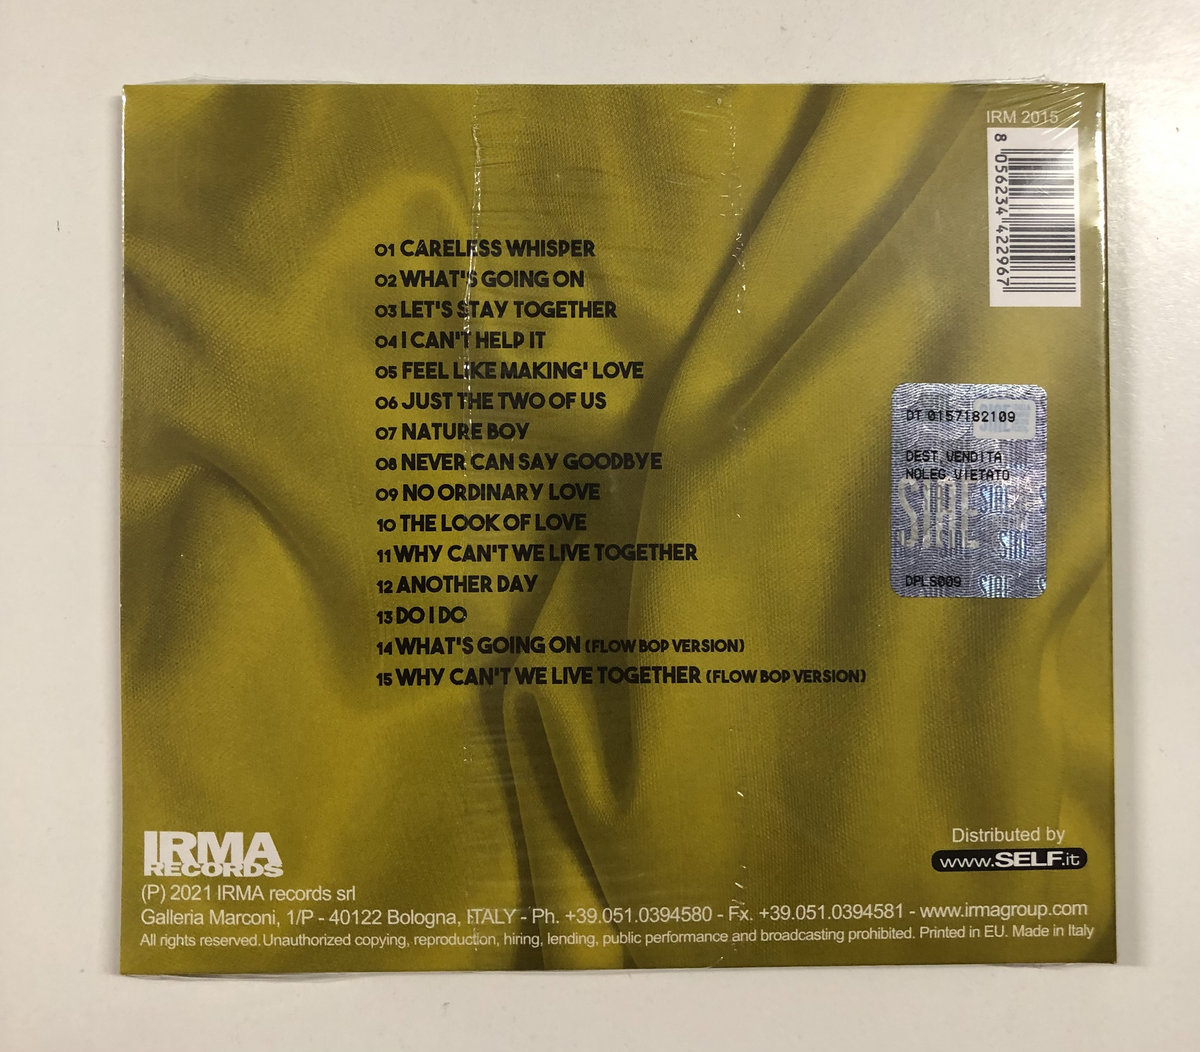 IRM 2015
8 056234 422967
01 CARELESS WHISPER
02 WHAT'S GOING ON
03 LET'S STAY TOGETHER
04 I CAN'T HELP IT
05 FEEL LIKE MAKING' LOVE
06 JUST THE TWO OF US
07 NATURE BOY
08 NEVER CAN SAY GOODBYE
09 NO ORDINARY LOVE
10 THE LOOK OF LOVE
11 WHY CAN'T WE LIVE TOGETHER
12 ANOTHER DAY
13 DO I DO
14 WHAT'S GOING ON (FLOW BOP VERSION)
15 WHY CAN'T WE LIVE TOGETHER (FLOW BOP VERSION)
DT 0157182109
DEST.VENDITA
NOLEG.VIETATO
SIAE
DPLS009
IRMA
RECORDS
Distributed by
www.SELF.it
(P) 2021 IRMA records srl
Galleria Marconi, 1/P - 40122 Bologna, ITALY - Ph. +39.051.0394580 - Fx. +39.051.0394581 - www.irmagroup.com
All rights reserved. Unauthorized copying, reproduction, hiring, lending, public performance and broadcasting prohibited. Printed in EU. Made in Italy